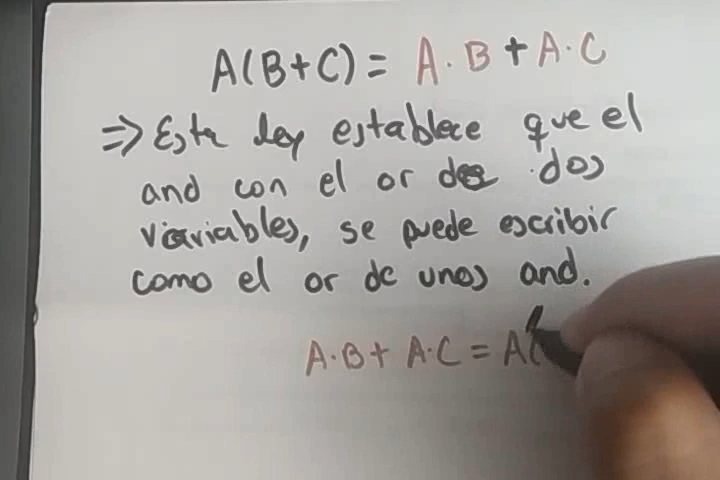 A(B+C) = A·B + A·C
=> Esta ley establece que el
and con el or de dos
variables, se puede escribir
como el or de unos and.
A·B + A·C = A(